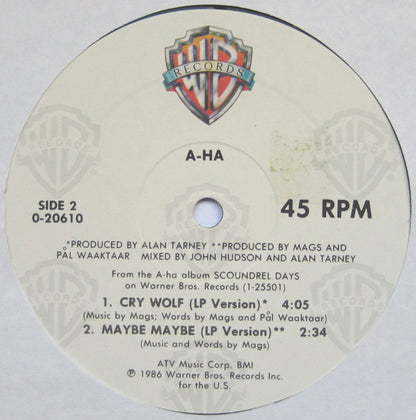 WB
RECORDS
A-HA
SIDE 2
0-20610
45 RPM
*PRODUCED BY ALAN TARNEY **PRODUCED BY MAGS AND
PÅL WAAKTAAR MIXED BY JOHN HUDSON AND ALAN TARNEY
From the A-ha album SCOUNDREL DAYS
on Warner Bros. Records (1-25501)
1. CRY WOLF (LP Version)* 4:05
(Music by Mags; Words by Mags and Pål Waaktaar)
2. MAYBE MAYBE (LP Version)** 2:34
(Music and Words by Mags)
ATV Music Corp. BMI
℗ 1986 Warner Bros. Records Inc.
for the U.S.